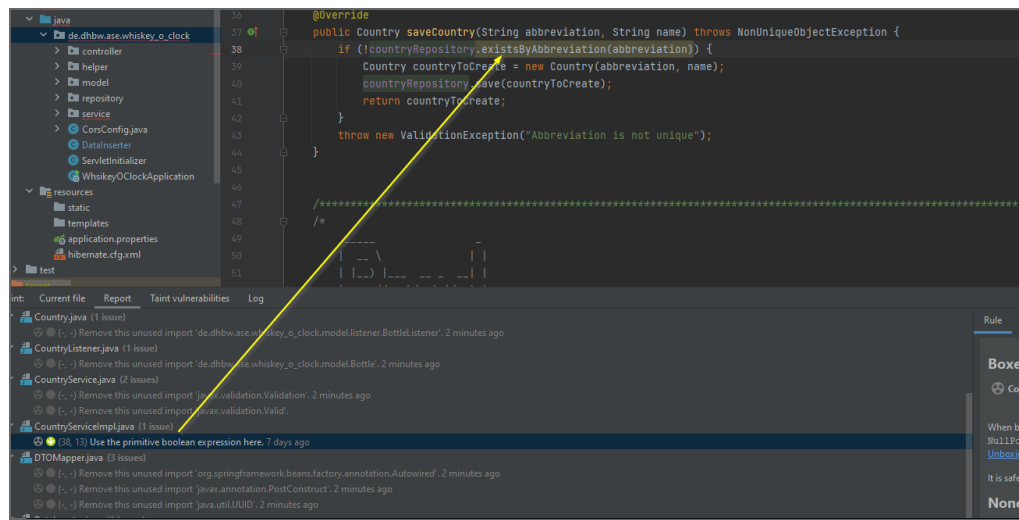 java
de.dhbw.ase.whiskey_o_clock
controller
helper
model
repository
service
CorsConfig.java
DataInserter
ServletInitializer
WhsikeyOClockApplication
resources
static
templates
application.properties
hibernate.cfg.xml
test
target
36 @Override
37 public Country saveCountry(String abbreviation, String name) throws NonUniqueObjectException {
38 if (!countryRepository.existsByAbbreviation(abbreviation)) {
39 Country countryToCreate = new Country(abbreviation, name);
40 countryRepository.save(countryToCreate);
41 return countryToCreate;
42 }
43 throw new ValidationException("Abbreviation is not unique");
44 }
45
46
47
48 /*
49
50
51
int: Current file Report Taint vulnerabilities Log
Country.java (1 issue)
(-, -) Remove this unused import 'de.dhbw.ase.whiskey_o_clock.model.listener.BottleListener'. 2 minutes ago
CountryListener.java (1 issue)
(-, -) Remove this unused import 'de.dhbw.ase.whiskey_o_clock.model.Bottle'. 2 minutes ago
CountryService.java (2 issues)
(-, -) Remove this unused import 'javax.validation.Validation'. 2 minutes ago
(-, -) Remove this unused import 'javax.validation.Valid'.
CountryServiceImpl.java (1 issue)
(38, 13) Use the primitive boolean expression here. 7 days ago
DTOMapper.java (3 issues)
(-, -) Remove this unused import 'org.springframework.beans.factory.annotation.Autowired'. 2 minutes ago
(-, -) Remove this unused import 'javax.annotation.PostConstruct'. 2 minutes ago
(-, -) Remove this unused import 'java.util.UUID'. 2 minutes ago
Rule
Boxe
Co
When b
NullPo
Unboxin
It is safe
None